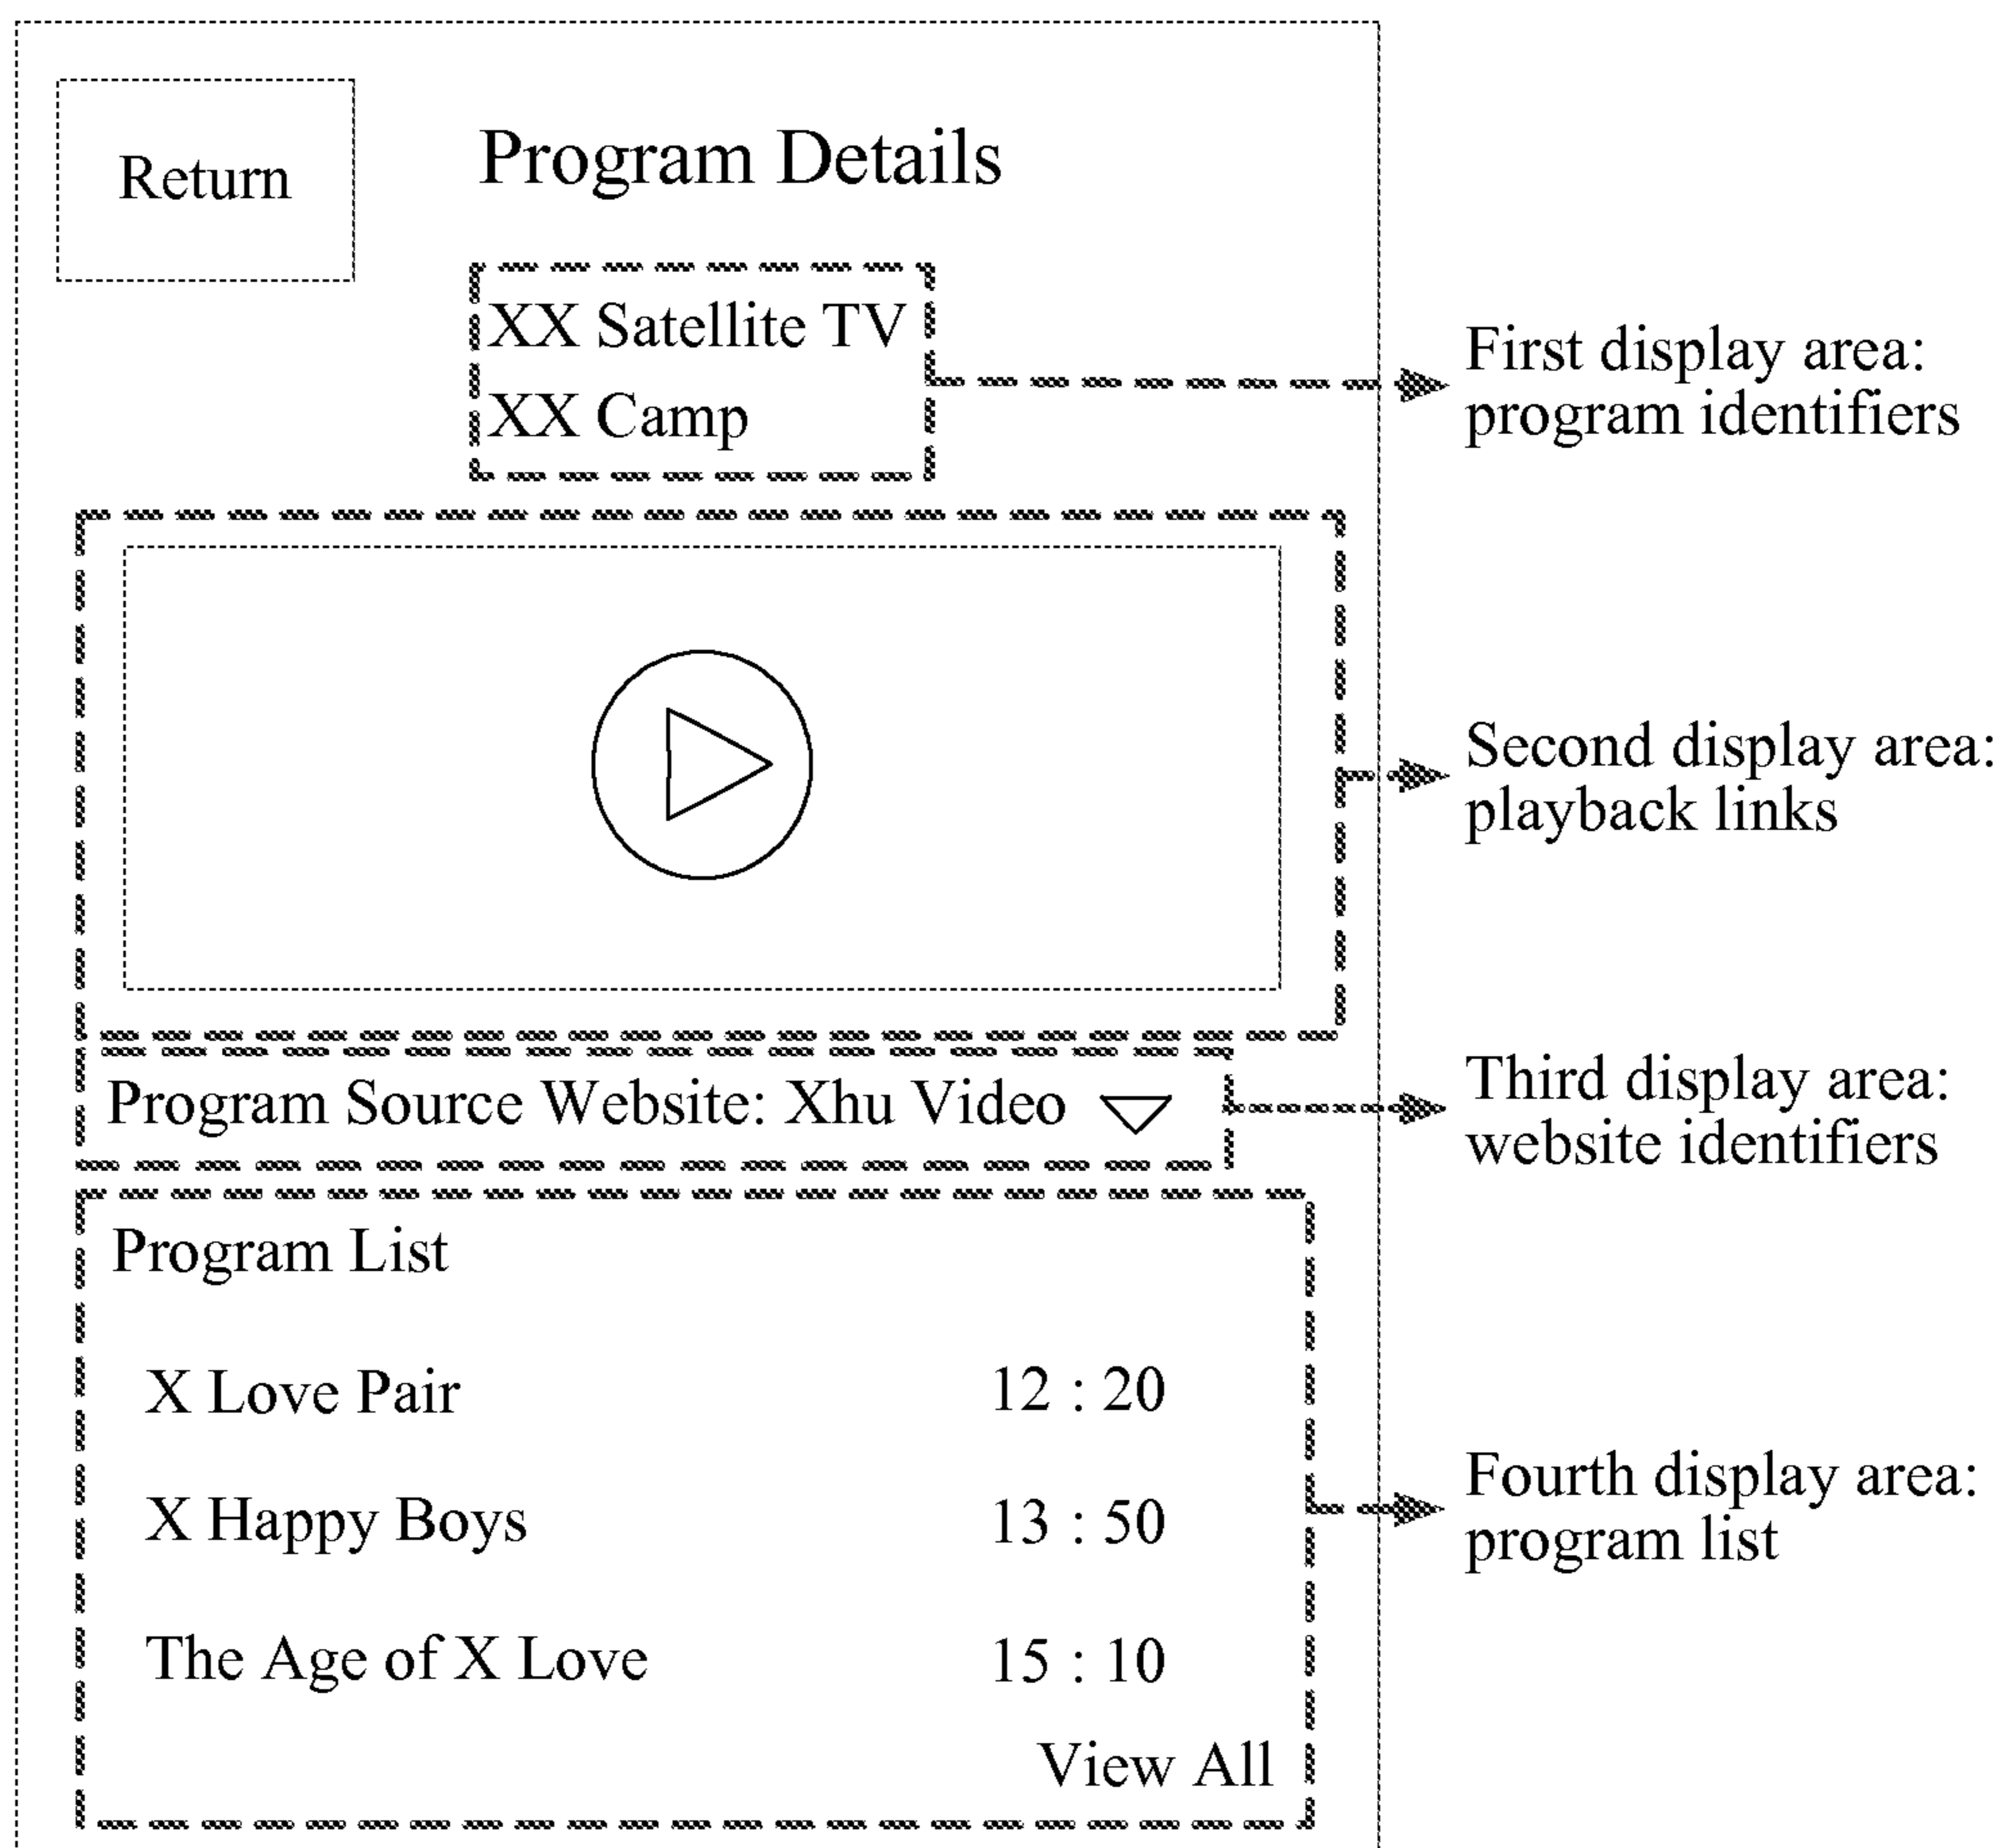 Return
Program Details
XX Satellite TV
XX Camp
First display area:
program identifiers
Second display area:
playback links
Program Source Website: Xhu Video
Third display area:
website identifiers
Program List
X Love Pair 12 : 20
X Happy Boys 13 : 50
The Age of X Love 15 : 10
View All
Fourth display area:
program list